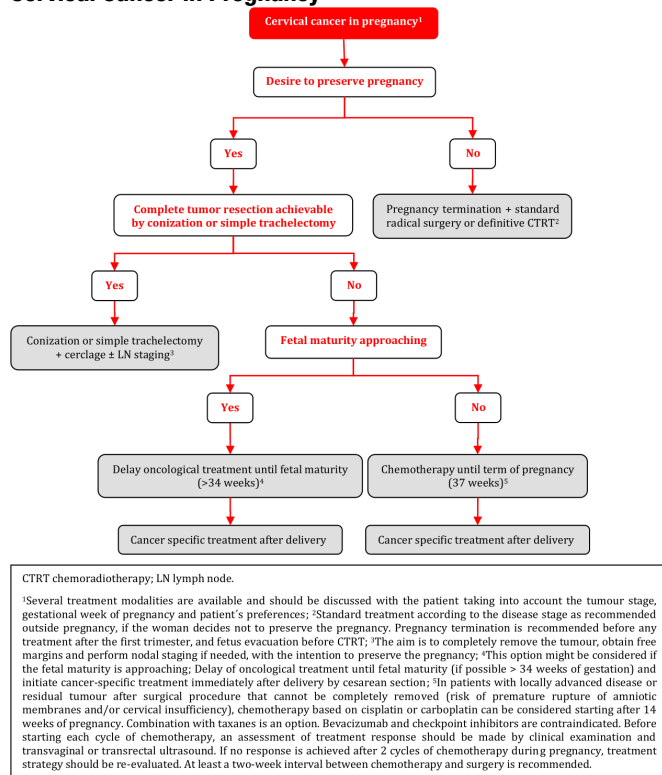 Cervical Cancer in Pregnancy
Cervical cancer in pregnancy¹
Desire to preserve pregnancy
Yes
No
Complete tumor resection achievable
by conization or simple trachelectomy
Pregnancy termination + standard
radical surgery or definitive CTRT²
Yes
No
Conization or simple trachelectomy
+ cerclage ± LN staging³
Fetal maturity approaching
Yes
No
Delay oncological treatment until fetal maturity
(>34 weeks)⁴
Chemotherapy until term of pregnancy
(37 weeks)⁵
Cancer specific treatment after delivery
Cancer specific treatment after delivery
CTRT chemoradiotherapy; LN lymph node.
¹Several treatment modalities are available and should be discussed with the patient taking into account the tumour stage,
gestational week of pregnancy and patient´s preferences; ²Standard treatment according to the disease stage as recommended
outside pregnancy, if the woman decides not to preserve the pregnancy. Pregnancy termination is recommended before any
treatment after the first trimester, and fetus evacuation before CTRT; ³The aim is to completely remove the tumour, obtain free
margins and perform nodal staging if needed, with the intention to preserve the pregnancy; ⁴This option might be considered if
the fetal maturity is approaching; Delay of oncological treatment until fetal maturity (if possible > 34 weeks of gestation) and
initiate cancer-specific treatment immediately after delivery by cesarean section; ⁵In patients with locally advanced disease or
residual tumour after surgical procedure that cannot be completely removed (risk of premature rupture of amniotic
membranes and/or cervical insufficiency), chemotherapy based on cisplatin or carboplatin can be considered starting after 14
weeks of pregnancy. Combination with taxanes is an option. Bevacizumab and checkpoint inhibitors are contraindicated. Before
starting each cycle of chemotherapy, an assessment of treatment response should be made by clinical examination and
transvaginal or transrectal ultrasound. If no response is achieved after 2 cycles of chemotherapy during pregnancy, treatment
strategy should be re-evaluated. At least a two-week interval between chemotherapy and surgery is recommended.